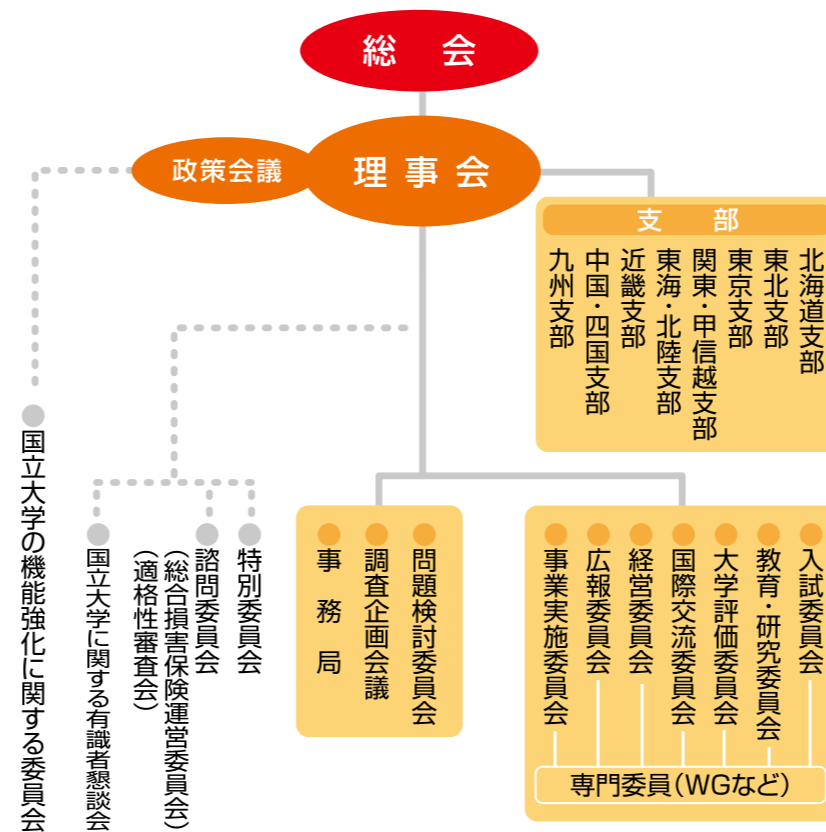 総会
政策会議
理事会
支部
北海道支部
東北支部
東京支部
関東・甲信越支部
東海・北陸支部
近畿支部
中国・四国支部
九州支部
入試委員会
教育・研究委員会
大学評価委員会
国際交流委員会
経営委員会
広報委員会
事業実施委員会
専門委員(WGなど)
問題検討委員会
調査企画会議
事務局
特別委員会
諮問委員会
(総合損害保険運営委員会)
(適格性審査会)
国立大学に関する有識者懇談会
国立大学の機能強化に関する委員会